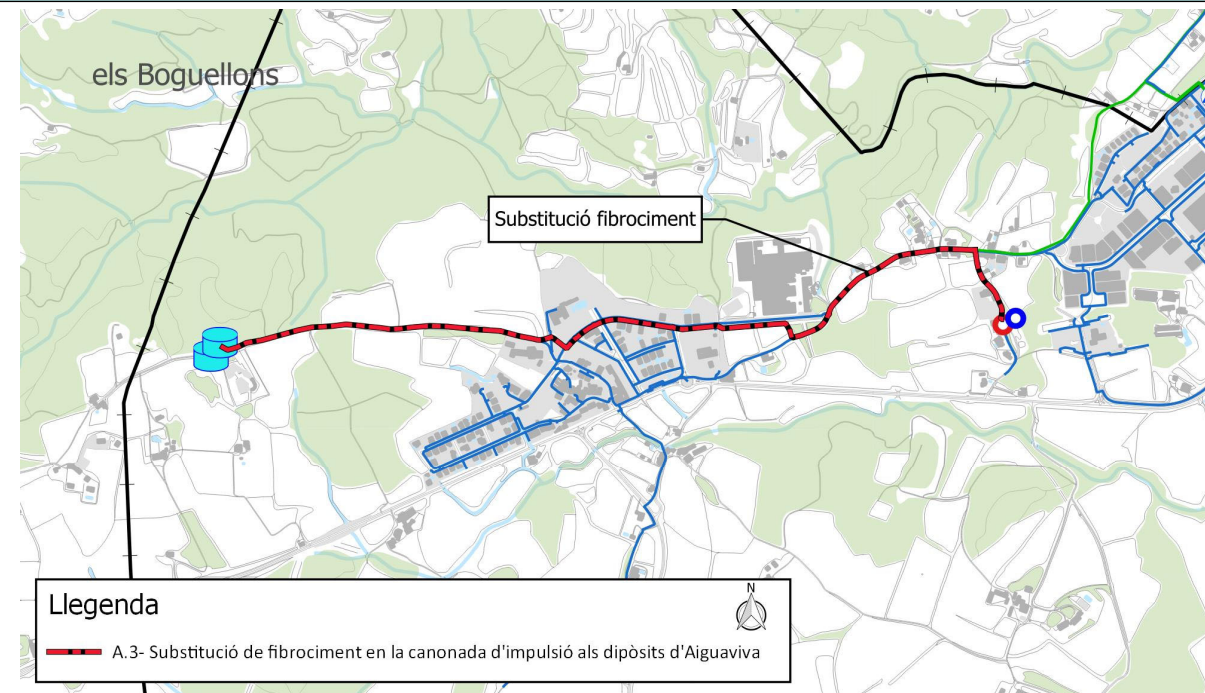 els Boguellons
Substitució fibrociment
Llegenda
N
A.3- Substitució de fibrociment en la canonada d'impulsió als dipòsits d'Aiguaviva